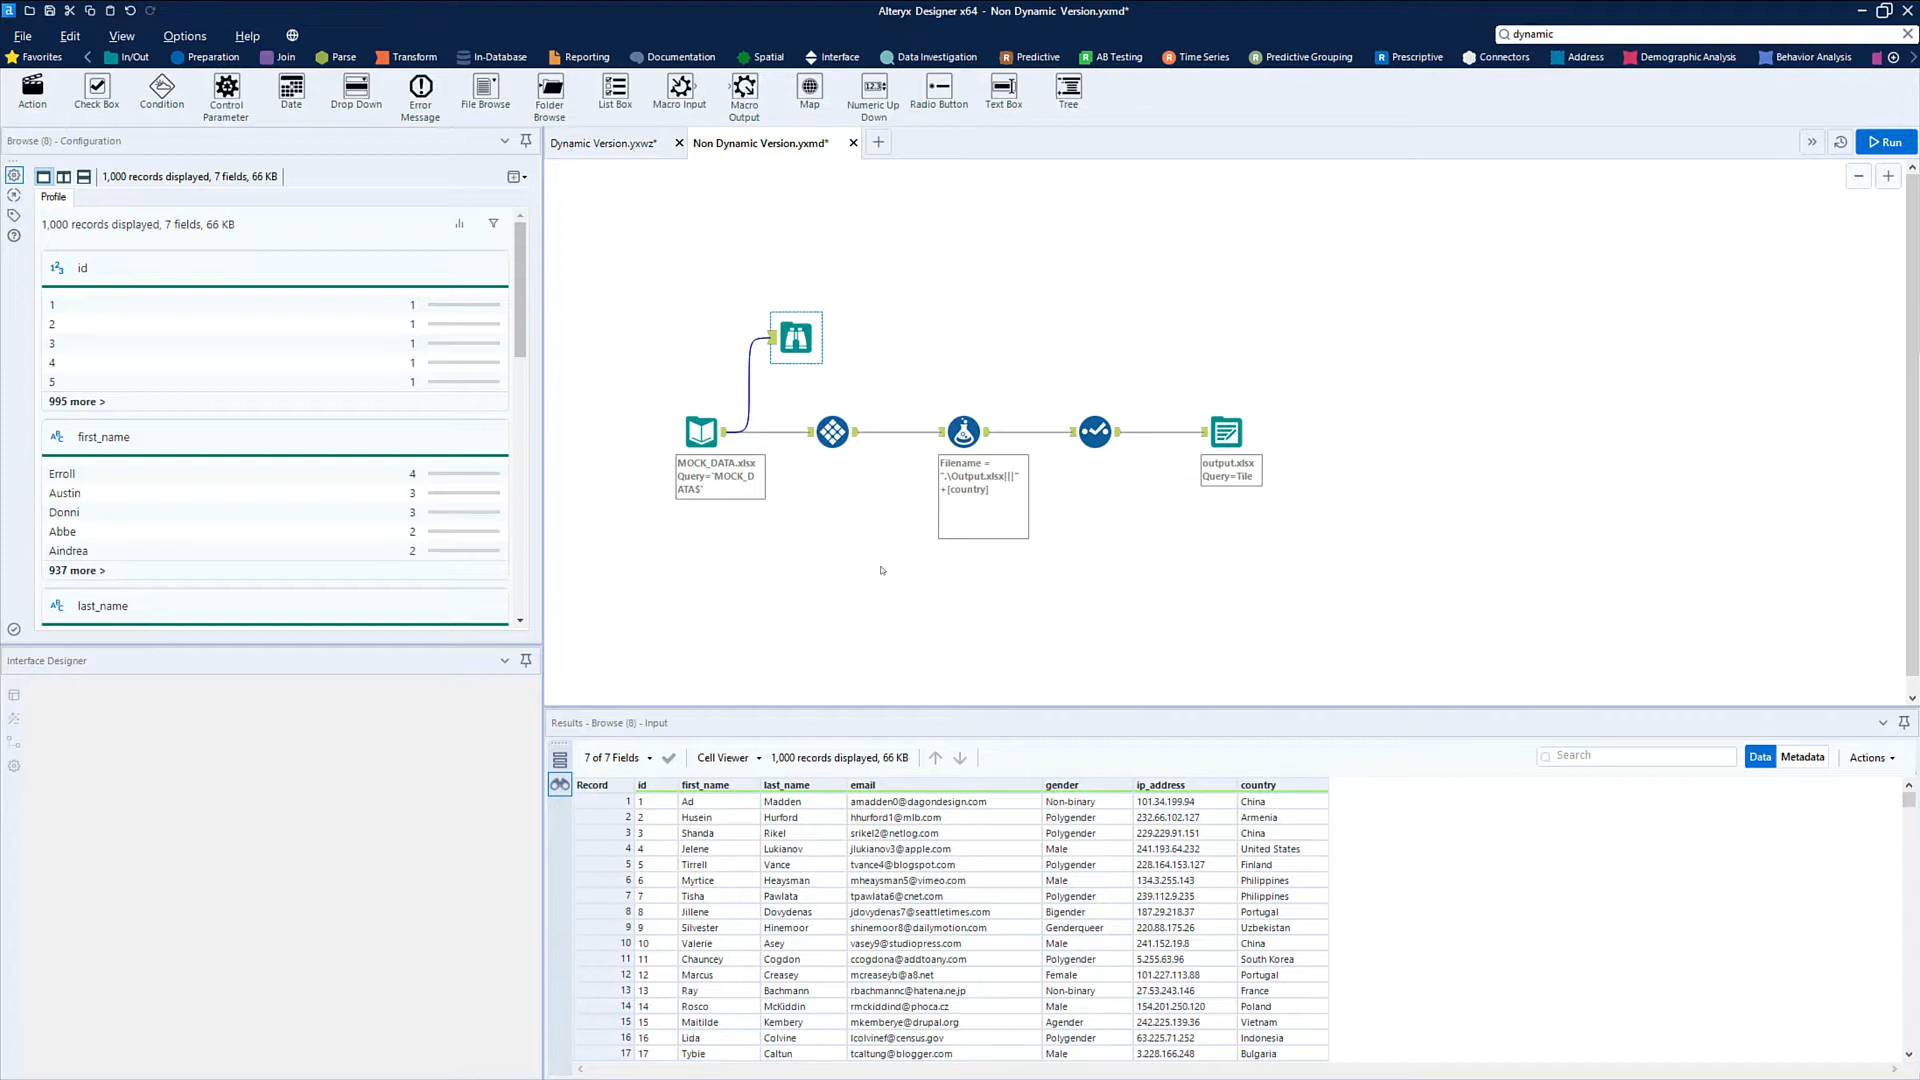 Alteryx Designer x64 - Non Dynamic Version.yxmd*
File Edit View Options Help
dynamic
Favorites In/Out Preparation Join Parse Transform In-Database Reporting Documentation Spatial Interface Data Investigation Predictive AB Testing Time Series Predictive Grouping Prescriptive Connectors Address Demographic Analysis Behavior Analysis
Action Check Box Condition Control Parameter Date Drop Down Error Message File Browse Folder Browse List Box Macro Input Macro Output Map Numeric Up Down Radio Button Text Box Tree
Browse (8) - Configuration
Dynamic Version.yxwz* Non Dynamic Version.yxmd*
Run
1,000 records displayed, 7 fields, 66 KB
Profile
1,000 records displayed, 7 fields, 66 KB
123 id
1 1
2 1
3 1
4 1
5 1
995 more >
ABC first_name
Erroll 4
Austin 3
Donni 3
Abbe 2
Aindrea 2
937 more >
ABC last_name
Interface Designer
MOCK_DATA.xlsx
Query=`MOCK_D
ATA$`
Filename =
".\Output.xlsx|||"
+[country]
output.xlsx
Query=Tile
Results - Browse (8) - Input
7 of 7 Fields Cell Viewer 1,000 records displayed, 66 KB Search Data Metadata Actions
Record id first_name last_name email gender ip_address country
1 1 Ad Madden amadden0@dagondesign.com Non-binary 101.34.199.94 China
2 2 Husein Hurford hhurford1@mlb.com Polygender 232.66.102.127 Armenia
3 3 Shanda Rikel srikel2@netlog.com Polygender 229.229.91.151 China
4 4 Jelene Lukianov jlukianov3@apple.com Male 241.193.64.232 United States
5 5 Tirrell Vance tvance4@blogspot.com Polygender 228.164.153.127 Finland
6 6 Myrtice Heaysman mheaysman5@vimeo.com Male 134.3.255.143 Philippines
7 7 Tisha Pawlata tpawlata6@cnet.com Polygender 239.112.9.235 Philippines
8 8 Jillene Dovydenas jdovydenas7@seattletimes.com Bigender 187.29.218.37 Portugal
9 9 Silvester Hinemoor shinemoor8@dailymotion.com Genderqueer 220.88.175.26 Uzbekistan
10 10 Valerie Asey vasey9@studiopress.com Male 241.152.19.8 China
11 11 Chauncey Cogdon ccogdona@addtoany.com Polygender 5.255.63.96 South Korea
12 12 Marcus Creasey mcreaseyb@a8.net Female 101.227.113.88 Portugal
13 13 Ray Bachmann rbachmannc@hatena.ne.jp Non-binary 27.53.243.146 France
14 14 Rosco McKiddin rmckiddind@phoca.cz Male 154.201.250.120 Poland
15 15 Maitilde Kembery mkemberye@drupal.org Agender 242.225.139.36 Vietnam
16 16 Lida Colvine lcolvinef@census.gov Polygender 63.225.71.252 Indonesia
17 17 Tybie Caltun tcaltung@blogger.com Male 3.228.166.248 Bulgaria